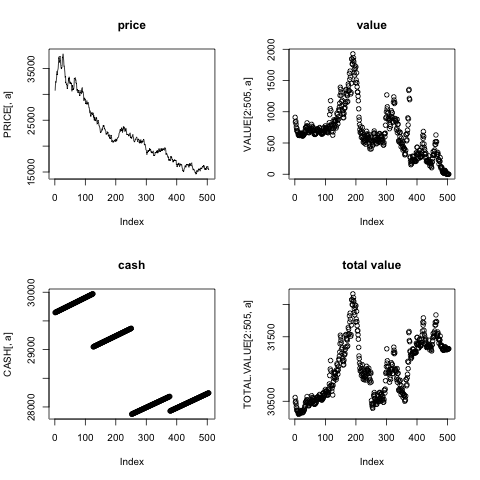 price
PRICE[, a]
35000
25000
15000
0 100 200 300 400 500
Index
value
VALUE[2:505, a]
2000
1500
1000
500
0
0 100 200 300 400 500
Index
cash
CASH[, a]
30000
29000
28000
0 100 200 300 400 500
Index
total value
TOTAL.VALUE[2:505, a]
31500
30500
0 100 200 300 400 500
Index